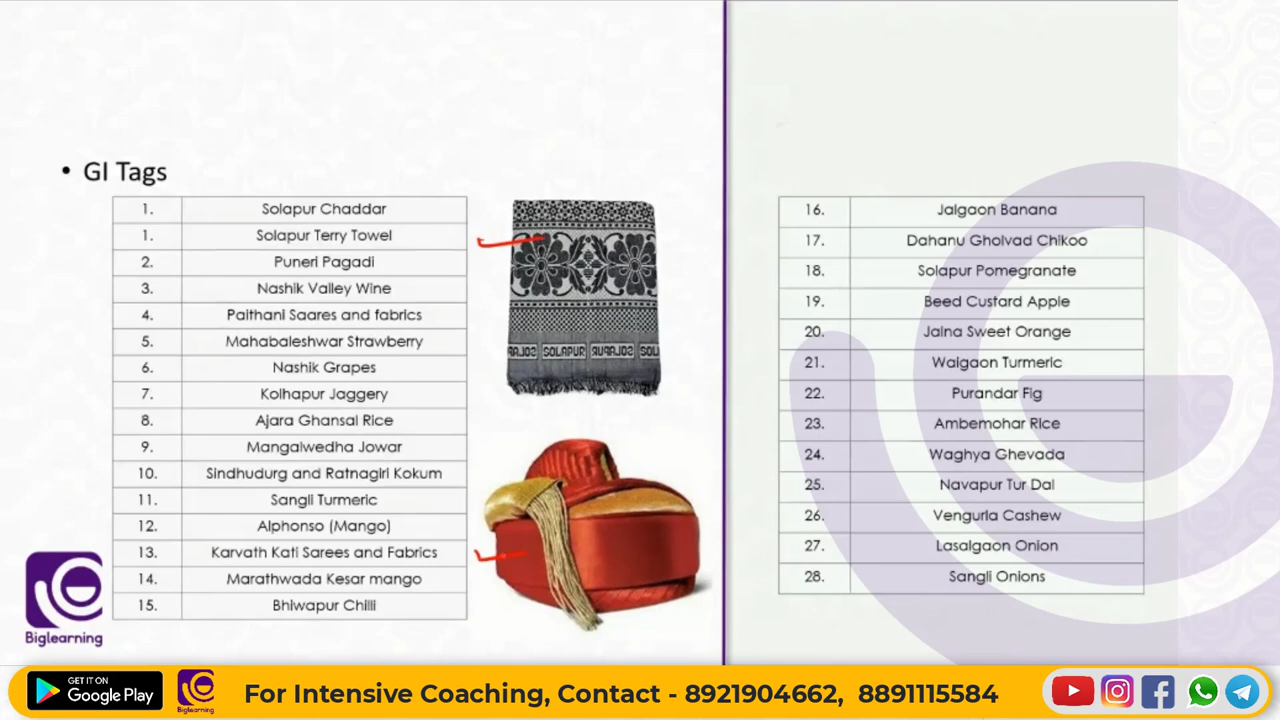 • GI Tags
1. Solapur Chaddar
1. Solapur Terry Towel
2. Puneri Pagadi
3. Nashik Valley Wine
4. Paithani Saares and fabrics
5. Mahabaleshwar Strawberry
6. Nashik Grapes
7. Kolhapur Jaggery
8. Ajara Ghansal Rice
9. Mangalwedha Jowar
10. Sindhudurg and Ratnagiri Kokum
11. Sangli Turmeric
12. Alphonso (Mango)
13. Karvath Kati Sarees and Fabrics
14. Marathwada Kesar mango
15. Bhiwapur Chilli
SOLAPUR
16. Jalgaon Banana
17. Dahanu Gholvad Chikoo
18. Solapur Pomegranate
19. Beed Custard Apple
20. Jalna Sweet Orange
21. Waigaon Turmeric
22. Purandar Fig
23. Ambemohar Rice
24. Waghya Ghevada
25. Navapur Tur Dal
26. Vengurla Cashew
27. Lasalgaon Onion
28. Sangli Onions
Biglearning
GET IT ON
Google Play
Biglearning
For Intensive Coaching, Contact - 8921904662, 8891115584